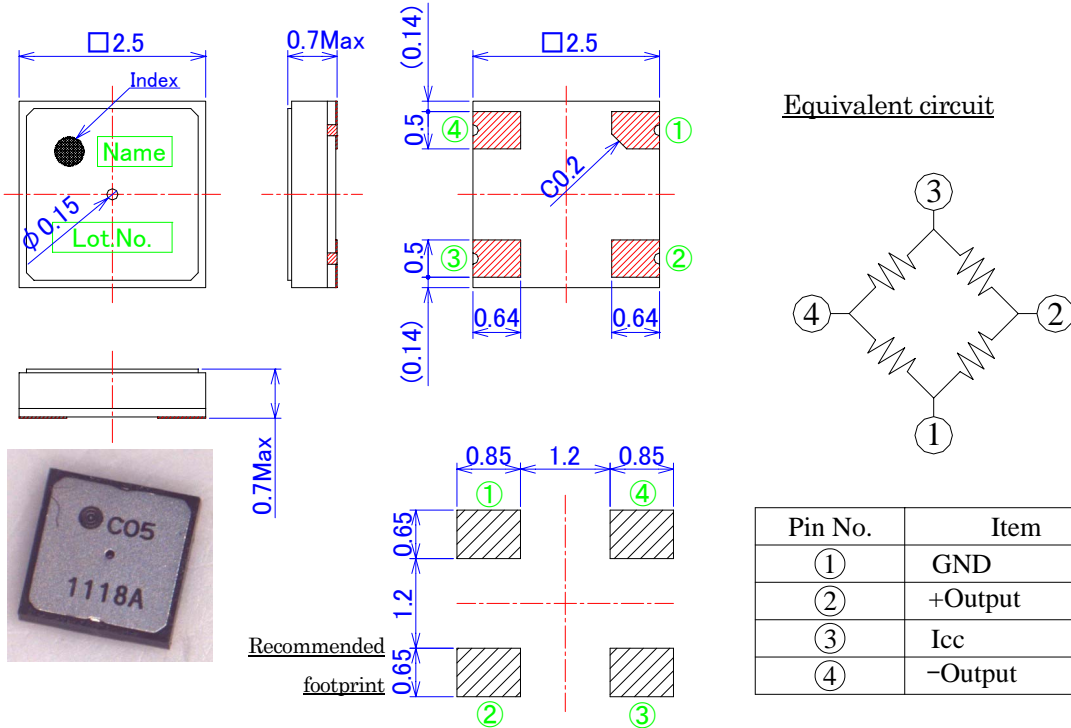 □2.5
Index
Name
φ0.15
Lot.No.
0.7Max
(0.14)
□2.5
0.5
④
①
C0.2
0.5
③
②
0.64
0.64
(0.14)
Equivalent circuit
③
④
②
①
0.7Max
C05
1118A
0.85
1.2
0.85
①
④
0.65
1.2
0.65
②
③
Recommended
footprint
Pin No. Item
① GND
② +Output
③ Icc
④ −Output